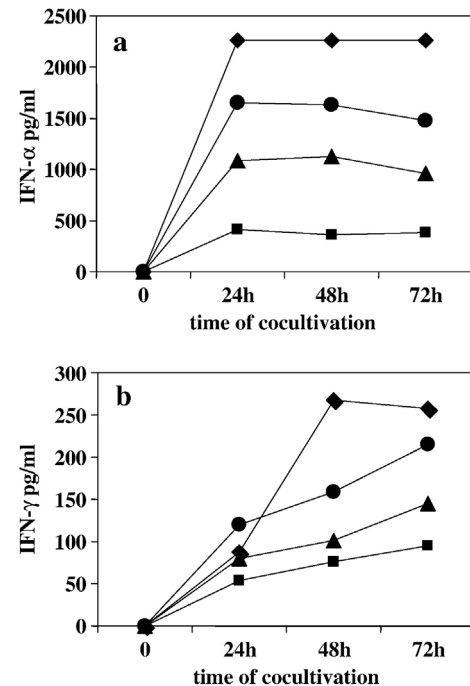 a
2500
2000
1500
1000
500
0
IFN-α pg/ml
0 24h 48h 72h
time of cocultivation
b
300
250
200
150
100
50
0
IFN-γ pg/ml
0 24h 48h 72h
time of cocultivation